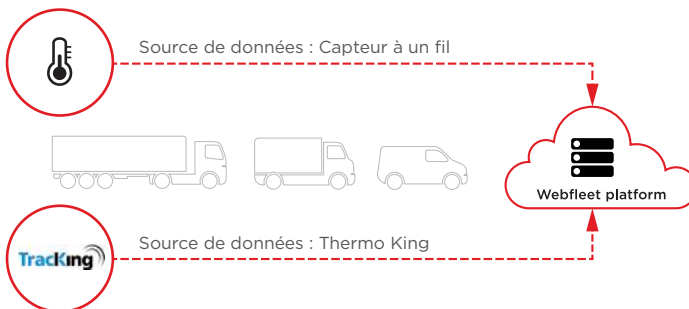 Source de données : Capteur à un fil
Webfleet platform
TracKing
Source de données : Thermo King